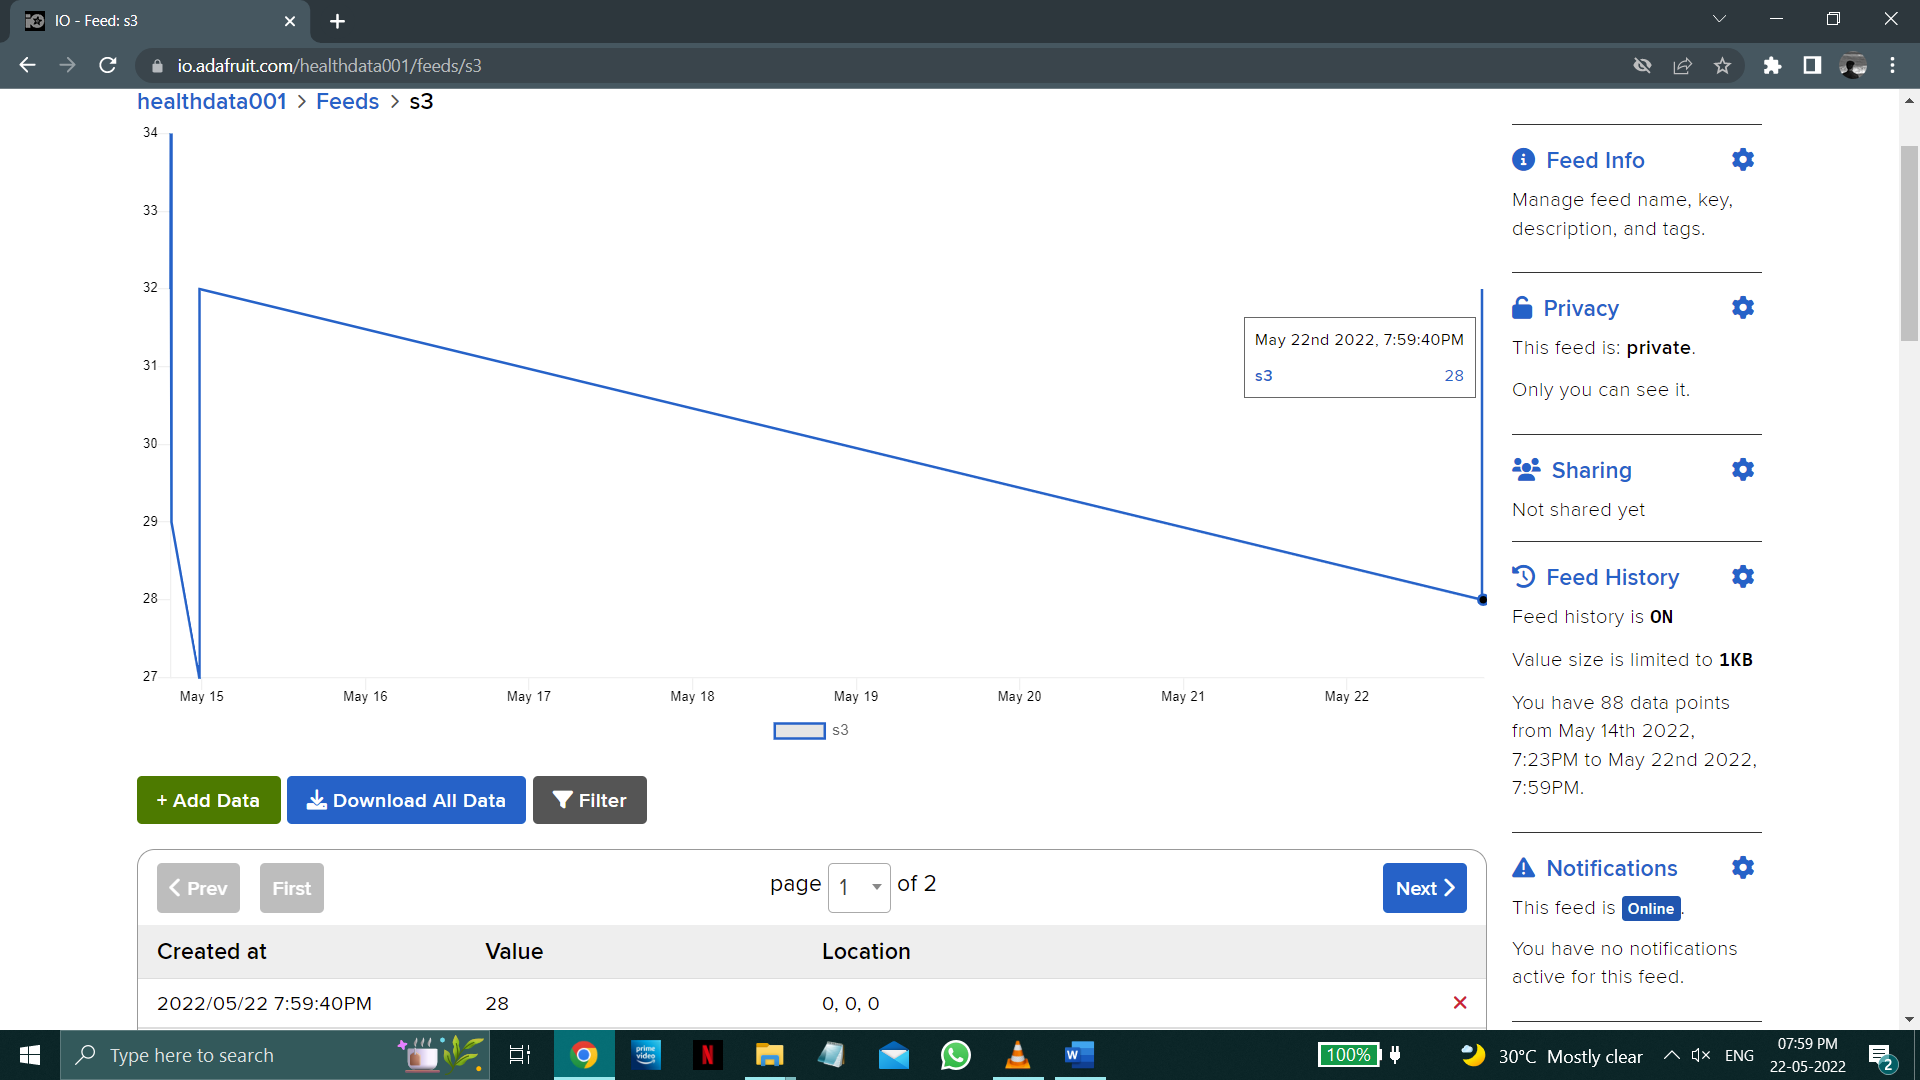 IO - Feed: s3
io.adafruit.com/healthdata001/feeds/s3
healthdata001 > Feeds > s3
34
33
32
31
30
29
28
27
May 15 May 16 May 17 May 18 May 19 May 20 May 21 May 22
s3
May 22nd 2022, 7:59:40PM
s3 28
+ Add Data
Download All Data
Filter
Prev First page 1 of 2 Next
Created at Value Location
2022/05/22 7:59:40PM 28 0, 0, 0
Feed Info
Manage feed name, key,
description, and tags.
Privacy
This feed is: private.
Only you can see it.
Sharing
Not shared yet
Feed History
Feed history is ON
Value size is limited to 1KB
You have 88 data points
from May 14th 2022,
7:23PM to May 22nd 2022,
7:59PM.
Notifications
This feed is Online.
You have no notifications
active for this feed.
Type here to search
prime video
N
W
100%
30°C Mostly clear
ENG
07:59 PM
22-05-2022
2